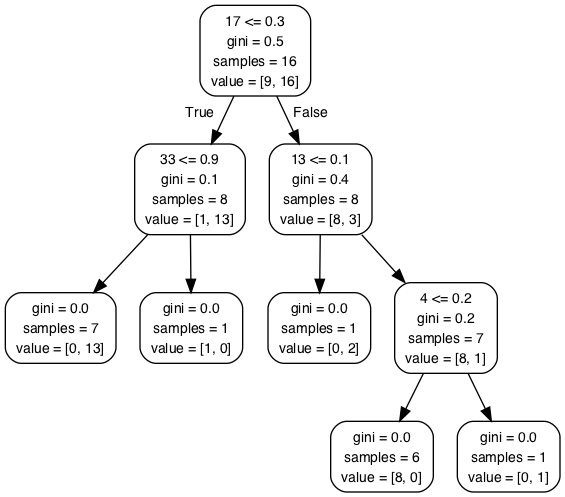 17 <= 0.3
gini = 0.5
samples = 16
value = [9, 16]
True
False
33 <= 0.9
gini = 0.1
samples = 8
value = [1, 13]
13 <= 0.1
gini = 0.4
samples = 8
value = [8, 3]
gini = 0.0
samples = 7
value = [0, 13]
gini = 0.0
samples = 1
value = [1, 0]
gini = 0.0
samples = 1
value = [0, 2]
4 <= 0.2
gini = 0.2
samples = 7
value = [8, 1]
gini = 0.0
samples = 6
value = [8, 0]
gini = 0.0
samples = 1
value = [0, 1]